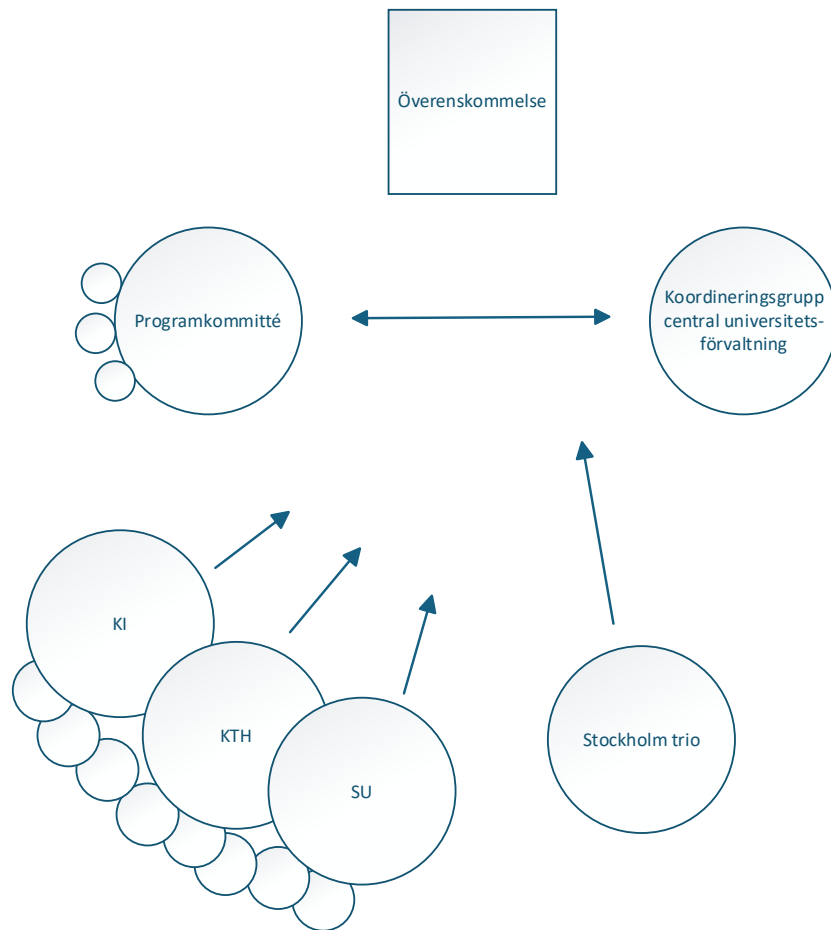 Överenskommelse
Programkommitté
Koordineringsgrupp
central universitets-
förvaltning
KI
KTH
SU
Stockholm trio